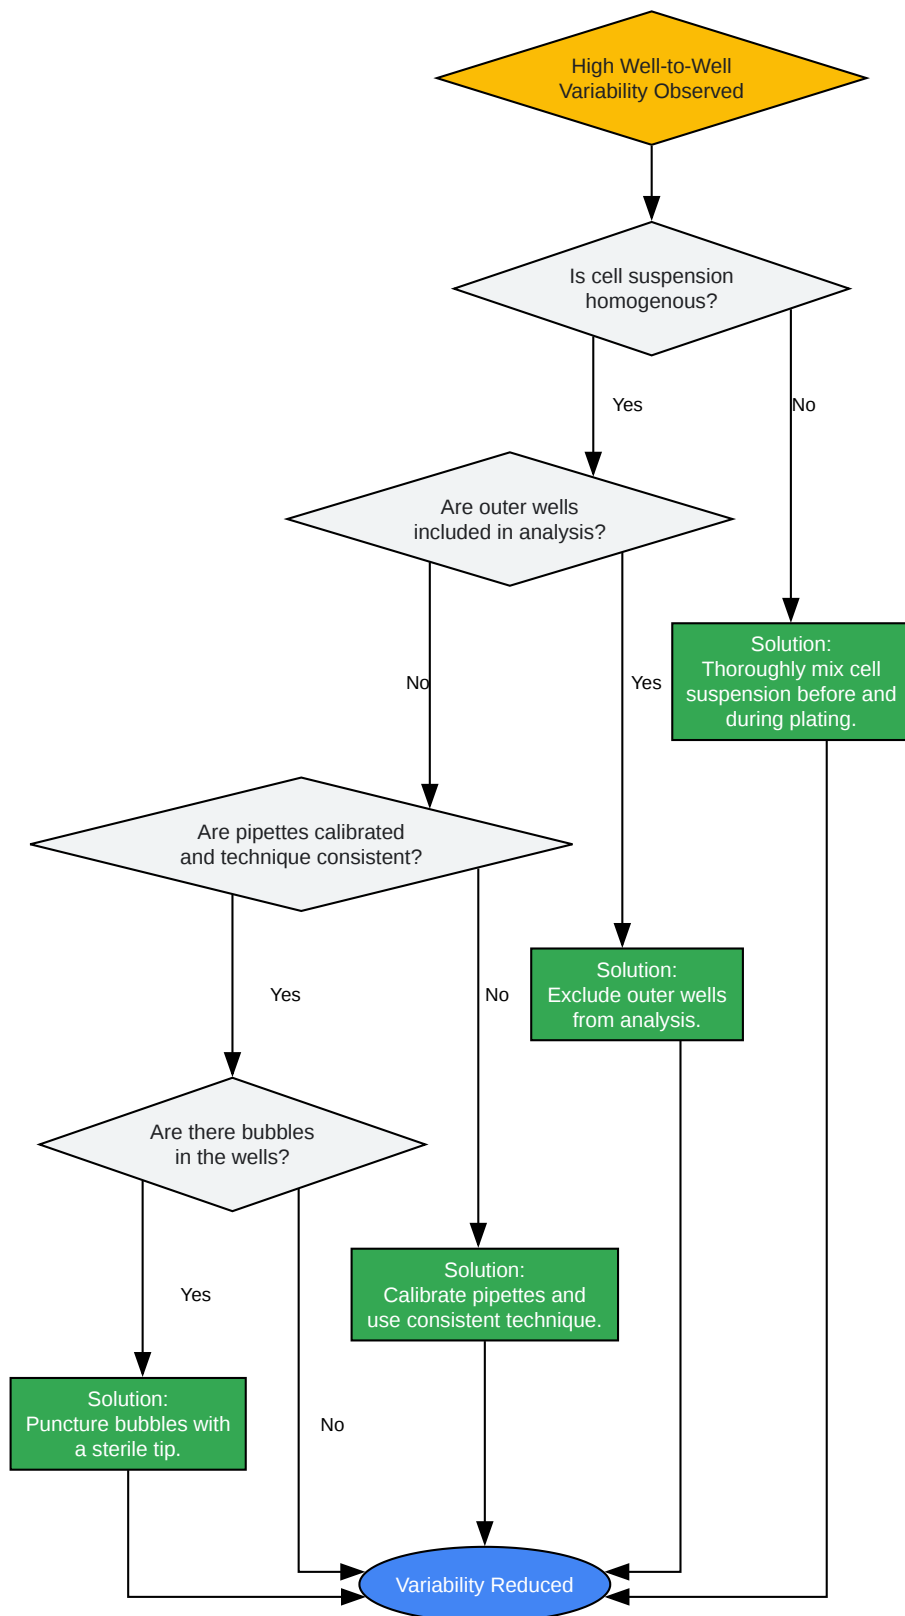 High Well-to-Well
Variability Observed
Is cell suspension
homogenous?
Yes
No
Are outer wells
included in analysis?
Solution:
Thoroughly mix cell
suspension before and
during plating.
No
Yes
Are pipettes calibrated
and technique consistent?
Solution:
Exclude outer wells
from analysis.
Yes
No
Are there bubbles
in the wells?
Solution:
Calibrate pipettes and
use consistent technique.
Yes
No
Solution:
Puncture bubbles with
a sterile tip.
Variability Reduced